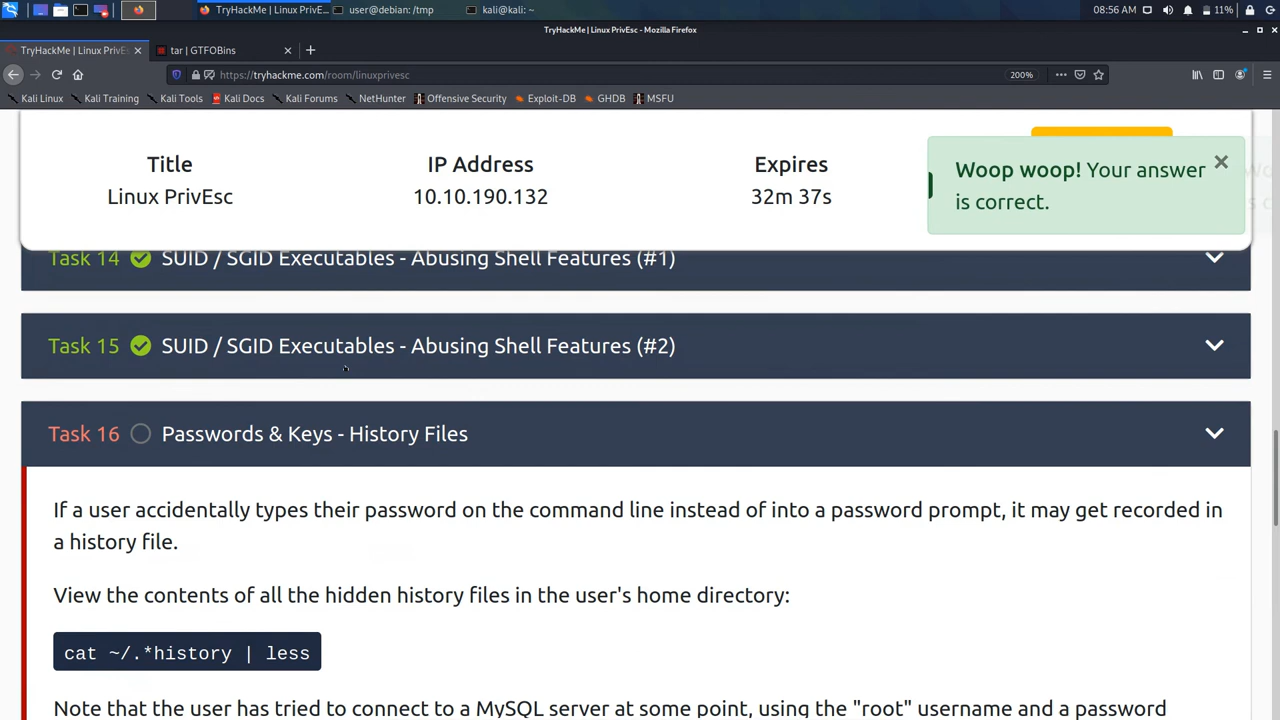 TryHackMe | Linux PrivE...
user@debian: /tmp
kali@kali: ~
08:56 AM
11%
TryHackMe | Linux PrivEsc - Mozilla Firefox
TryHackMe | Linux PrivEsc
tar | GTFOBins
https://tryhackme.com/room/linuxprivesc
200%
Kali Linux
Kali Training
Kali Tools
Kali Docs
Kali Forums
NetHunter
Offensive Security
Exploit-DB
GHDB
MSFU
Title
IP Address
Expires
Linux PrivEsc
10.10.190.132
32m 37s
Woop woop! Your answer
is correct.
Task 14 SUID / SGID Executables - Abusing Shell Features (#1)
Task 15 SUID / SGID Executables - Abusing Shell Features (#2)
Task 16 Passwords & Keys - History Files
If a user accidentally types their password on the command line instead of into a password prompt, it may get recorded in
a history file.
View the contents of all the hidden history files in the user's home directory:
cat ~/.*history | less
Note that the user has tried to connect to a MySQL server at some point, using the "root" username and a password